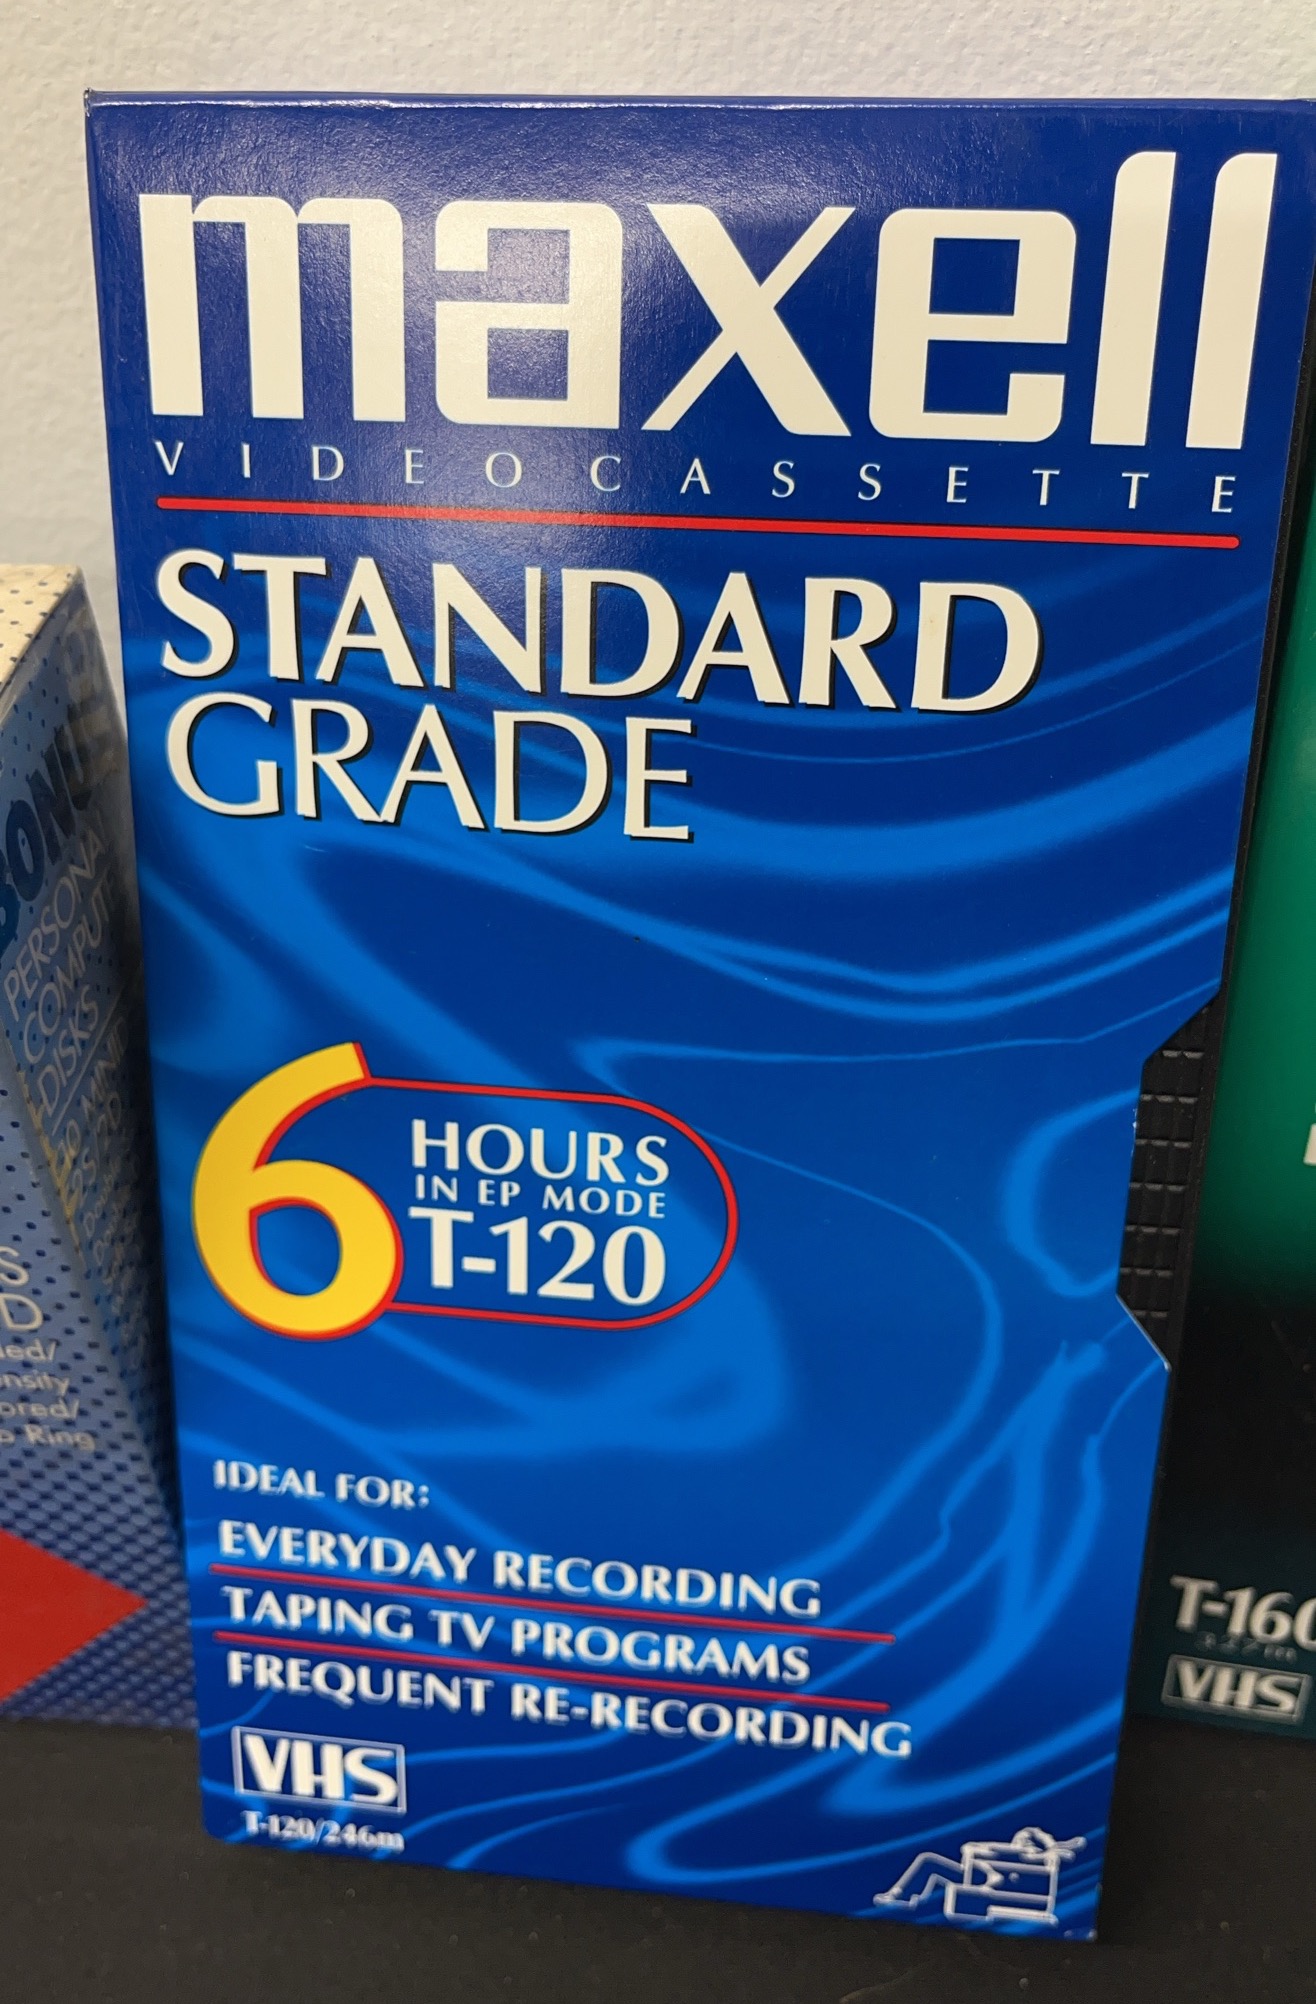 maxell
VIDEOCASSETTE
STANDARD
GRADE
6
HOURS
IN EP MODE
T-120
IDEAL FOR:
EVERYDAY RECORDING
TAPING TV PROGRAMS
FREQUENT RE-RECORDING
VHS
T-120/246m
PERSONAL
COMPUTER
DISKS
Ring
VHS